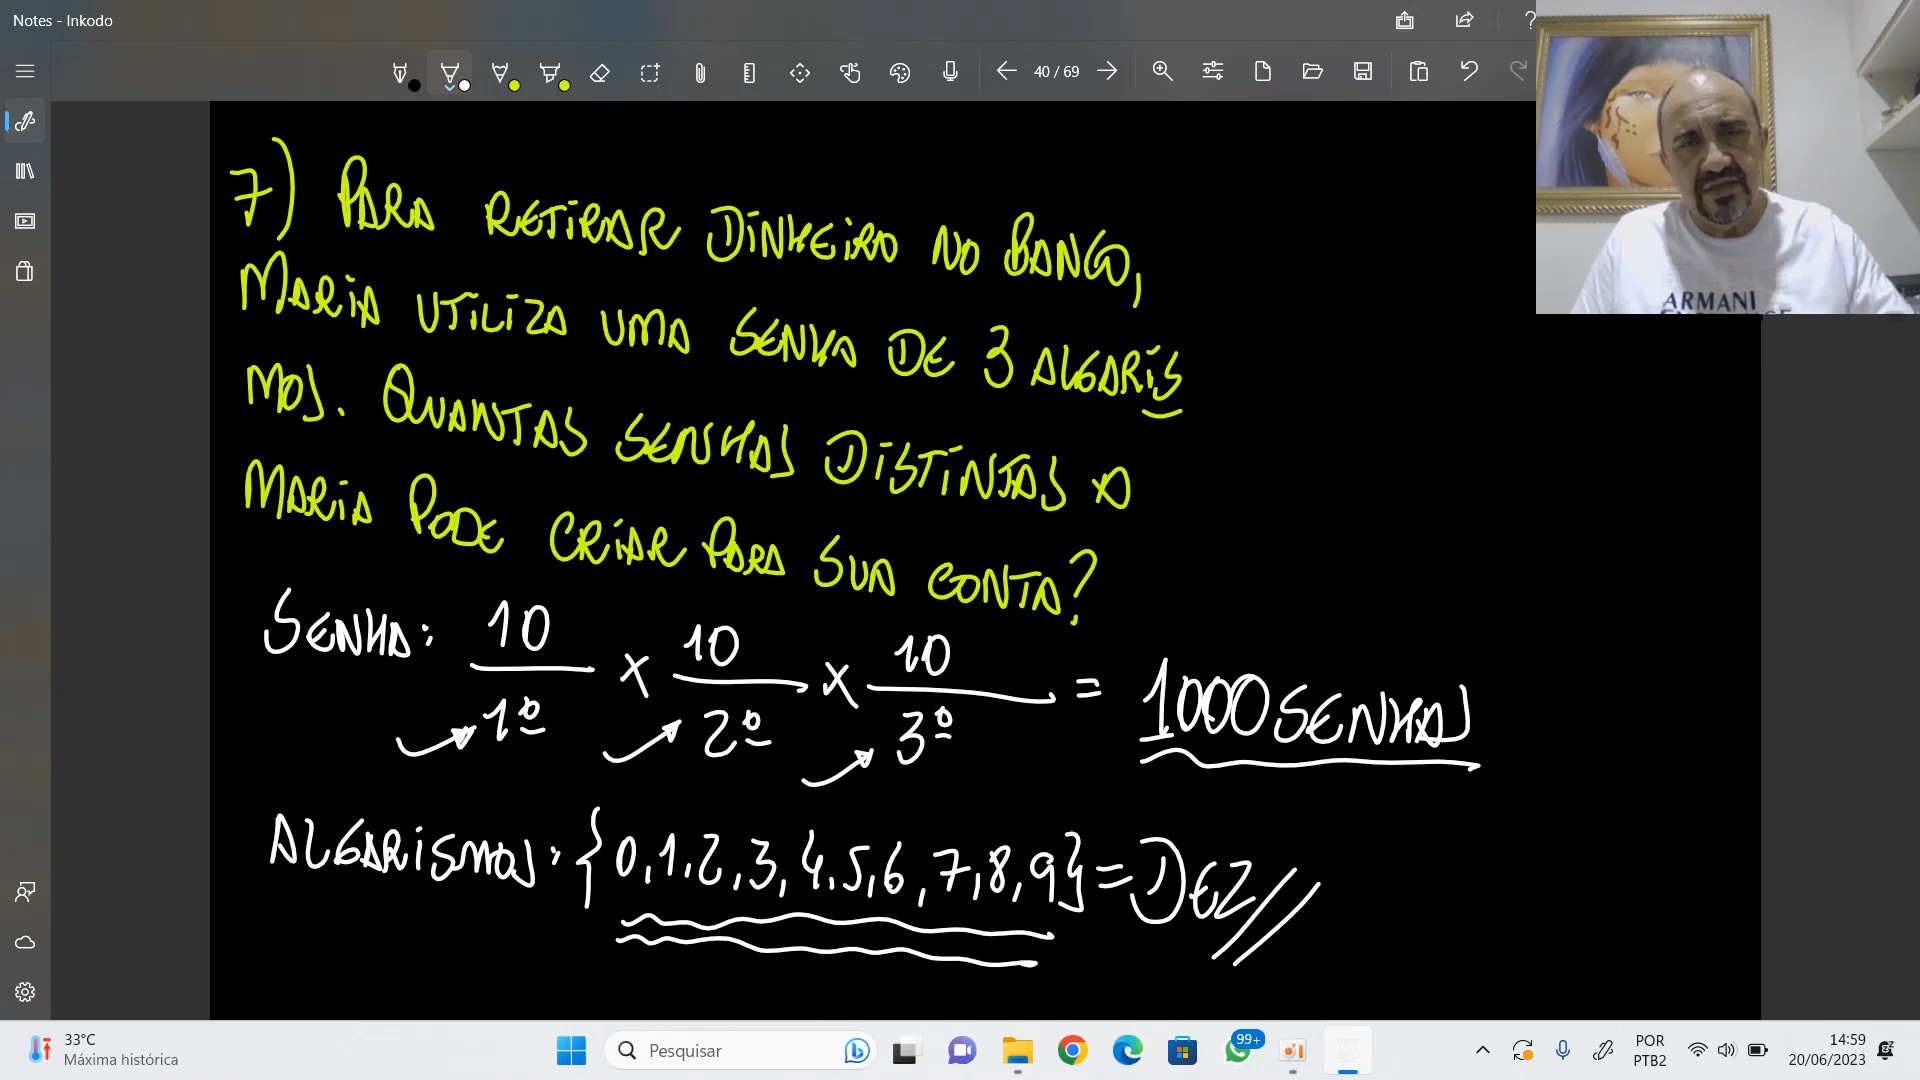 Notes - Inkodo
40 / 69
7) PARA RETIRAR DINHEIRO NO BANCO,
MARIA UTILIZA UMA SENHA DE 3 ALGARIS
MOS. QUANTAS SENHAS DISTINTAS A
MARIA PODE CRIAR PARA SUA CONTA?
SENHA: 10 x 10 x 10 = 1000 SENHAS
1º 2º 3º
ALGARISMOS: {0,1,2,3,4,5,6,7,8,9} = DEZ//
ARMANI
33°C
Máxima histórica
Pesquisar
99+
POR
PTB2
14:59
20/06/2023